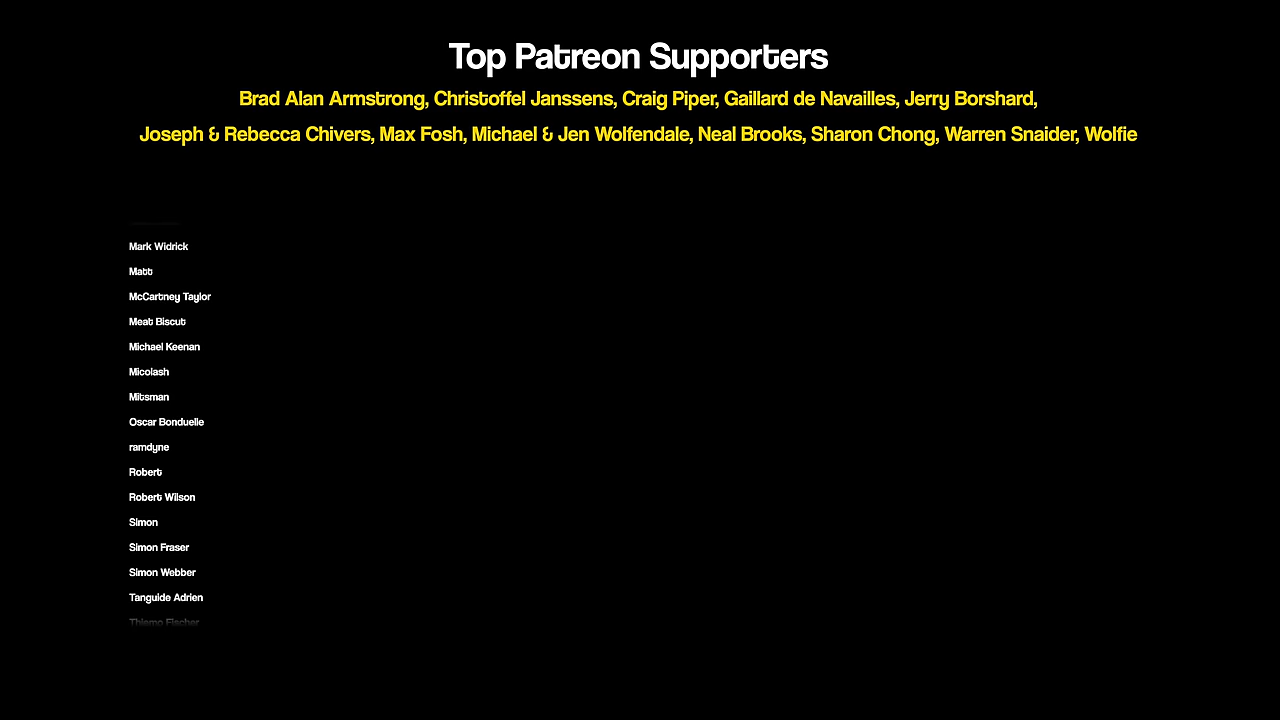 Top Patreon Supporters
Brad Alan Armstrong, Christoffel Janssens, Craig Piper, Gaillard de Navailles, Jerry Borshard,
Joseph & Rebecca Chivers, Max Fosh, Michael & Jen Wolfendale, Neal Brooks, Sharon Chong, Warren Snaider, Wolfie
Mark Widrick
Matt
McCartney Taylor
Meat Biscut
Michael Keenan
Micolash
Mitsman
Oscar Bonduelle
ramdyne
Robert
Robert Wilson
Simon
Simon Fraser
Simon Webber
Tanguide Adrien